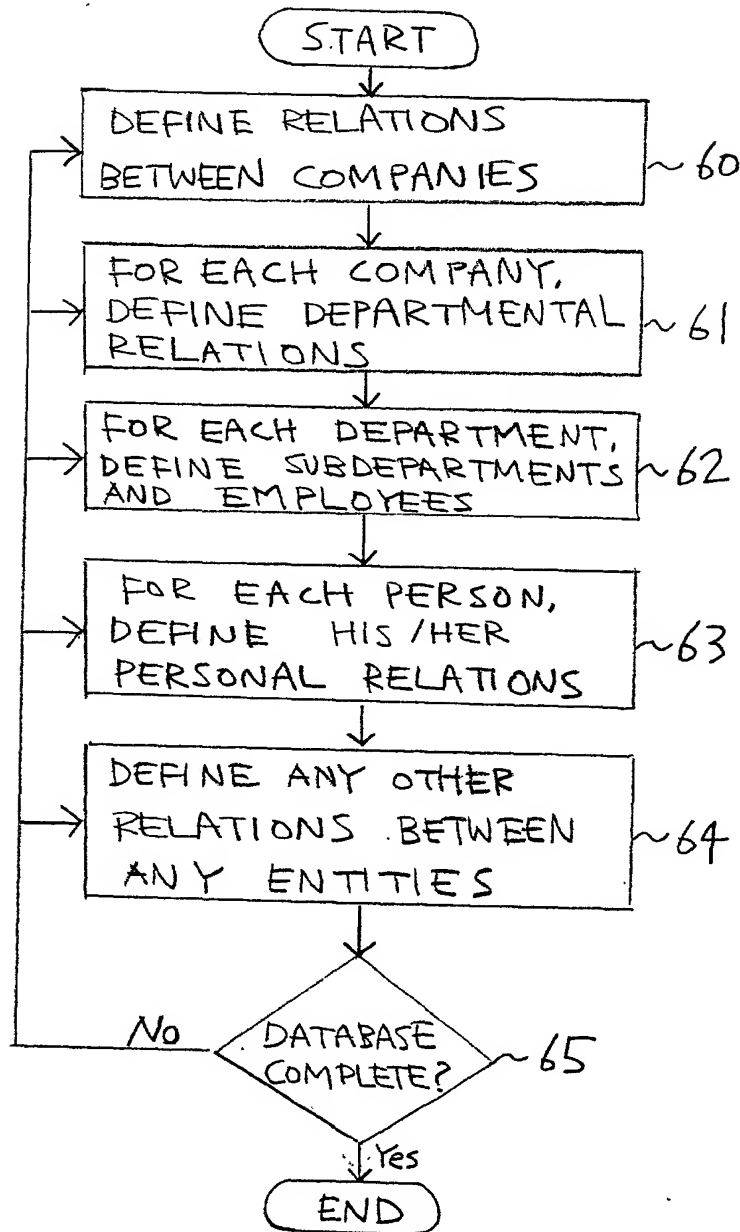 START
DEFINE RELATIONS
BETWEEN COMPANIES
~60
FOR EACH COMPANY,
DEFINE DEPARTMENTAL
RELATIONS
~61
FOR EACH DEPARTMENT,
DEFINE SUBDEPARTMENTS
AND EMPLOYEES
~62
FOR EACH PERSON,
DEFINE HIS/HER
PERSONAL RELATIONS
~63
DEFINE ANY OTHER
RELATIONS BETWEEN
ANY ENTITIES
~64
No
DATABASE
COMPLETE?
~65
Yes
END